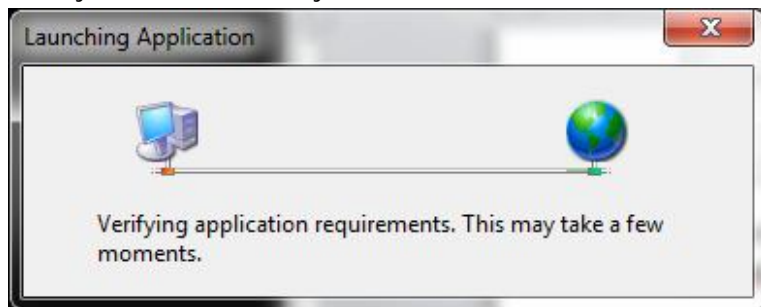 Launching Application
Verifying application requirements. This may take a few
moments.